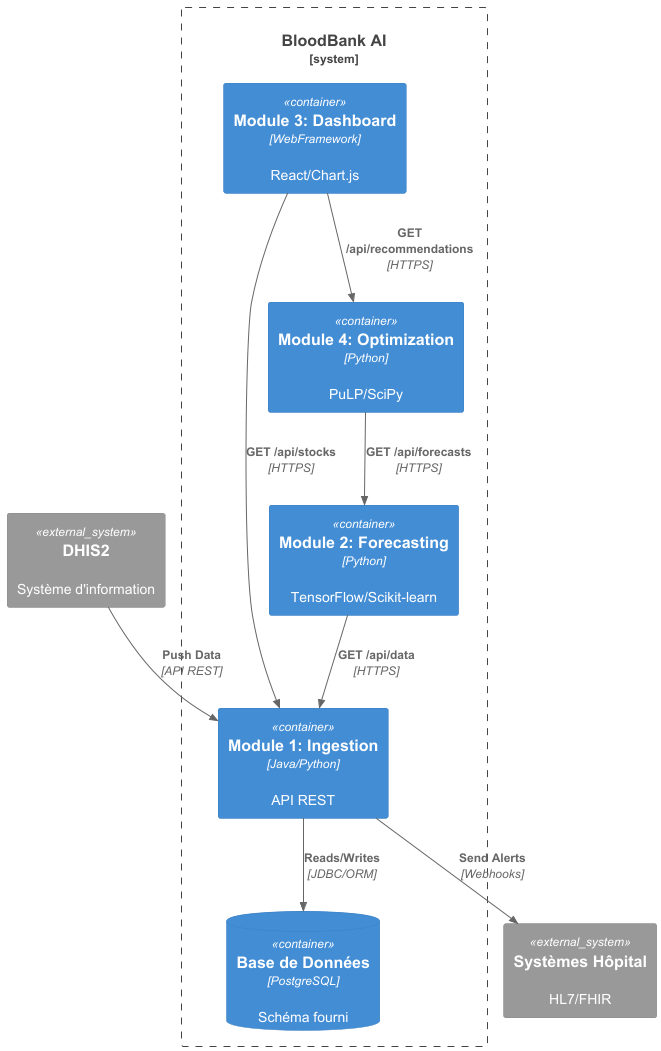 BloodBank AI
[system]
«container»
Module 3: Dashboard
[WebFramework]
React/Chart.js
GET
/api/recommendations
[HTTPS]
«container»
Module 4: Optimization
[Python]
PuLP/SciPy
GET /api/stocks
[HTTPS]
GET /api/forecasts
[HTTPS]
«container»
Module 2: Forecasting
[Python]
TensorFlow/Scikit-learn
«external_system»
DHIS2
Système d'information
Push Data
[API REST]
GET /api/data
[HTTPS]
«container»
Module 1: Ingestion
[Java/Python]
API REST
Reads/Writes
[JDBC/ORM]
Send Alerts
[Webhooks]
«container»
Base de Données
[PostgreSQL]
Schéma fourni
«external_system»
Systèmes Hôpital
HL7/FHIR